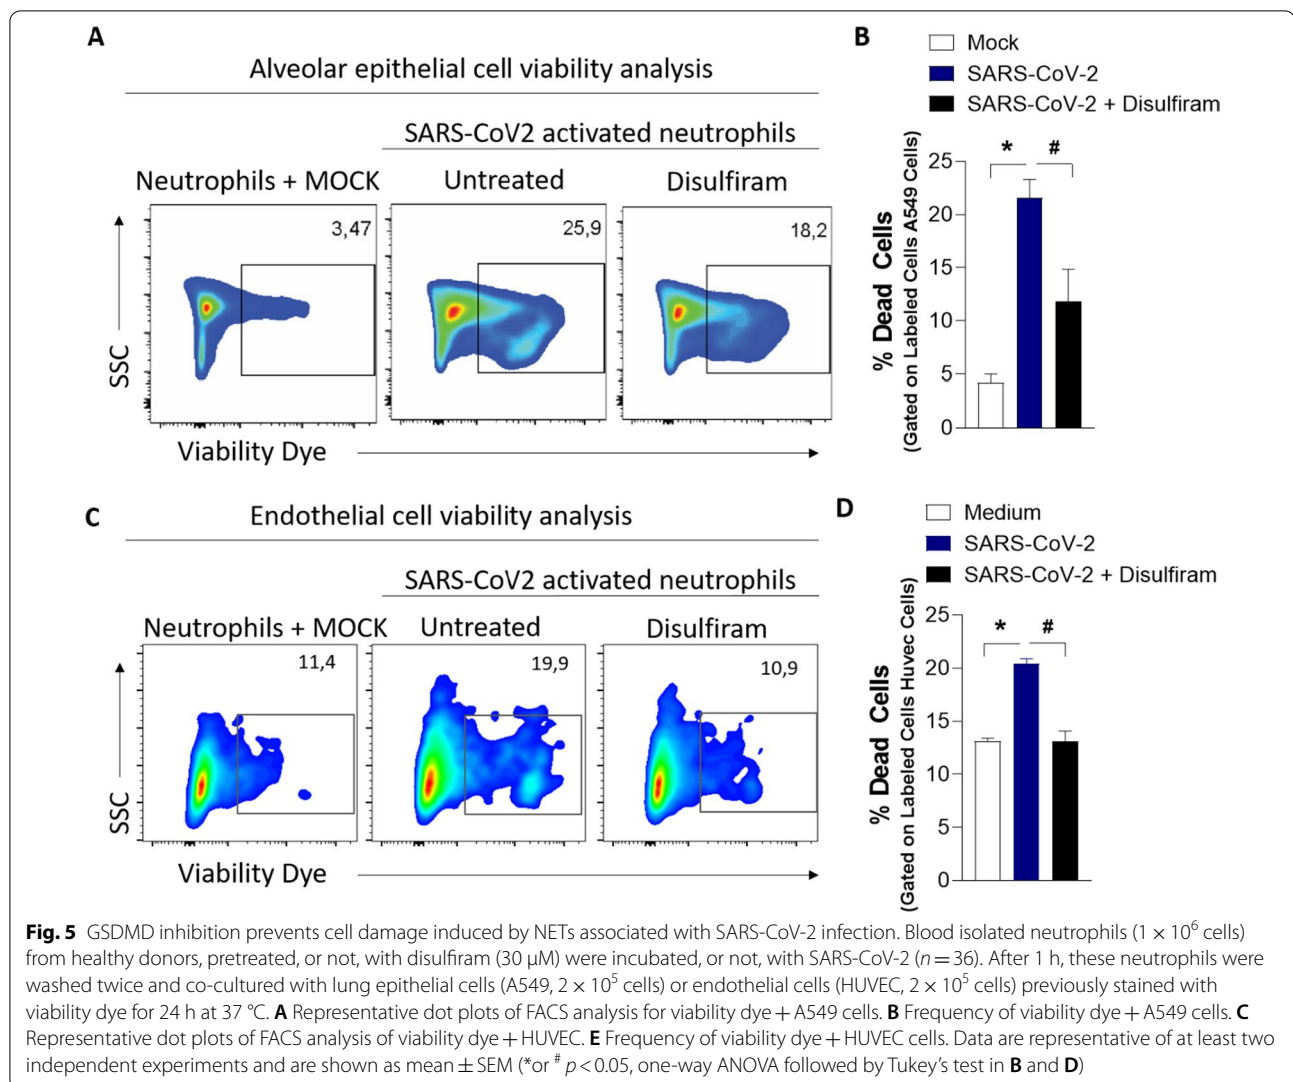 A
Alveolar epithelial cell viability analysis
SARS-CoV2 activated neutrophils
Neutrophils + MOCK
Untreated
Disulfiram
3,47
25,9
18,2
SSC
Viability Dye
B
Mock
SARS-CoV-2
SARS-CoV-2 + Disulfiram
* #
25
20
15
10
5
0
% Dead Cells
(Gated on Labeled Cells A549 Cells)
C
Endothelial cell viability analysis
SARS-CoV2 activated neutrophils
Neutrophils + MOCK
Untreated
Disulfiram
11,4
19,9
10,9
SSC
Viability Dye
D
Medium
SARS-CoV-2
SARS-CoV-2 + Disulfiram
* #
25
20
15
10
5
0
% Dead Cells
(Gated on Labeled Cells Huvec Cells)
Fig. 5 GSDMD inhibition prevents cell damage induced by NETs associated with SARS-CoV-2 infection. Blood isolated neutrophils (1 × 10⁶ cells)
from healthy donors, pretreated, or not, with disulfiram (30 µM) were incubated, or not, with SARS-CoV-2 (n = 36). After 1 h, these neutrophils were
washed twice and co-cultured with lung epithelial cells (A549, 2 × 10⁵ cells) or endothelial cells (HUVEC, 2 × 10⁵ cells) previously stained with
viability dye for 24 h at 37 °C. A Representative dot plots of FACS analysis for viability dye + A549 cells. B Frequency of viability dye + A549 cells. C
Representative dot plots of FACS analysis of viability dye + HUVEC. E Frequency of viability dye + HUVEC cells. Data are representative of at least two
independent experiments and are shown as mean ± SEM (*or # p < 0.05, one-way ANOVA followed by Tukey's test in B and D)